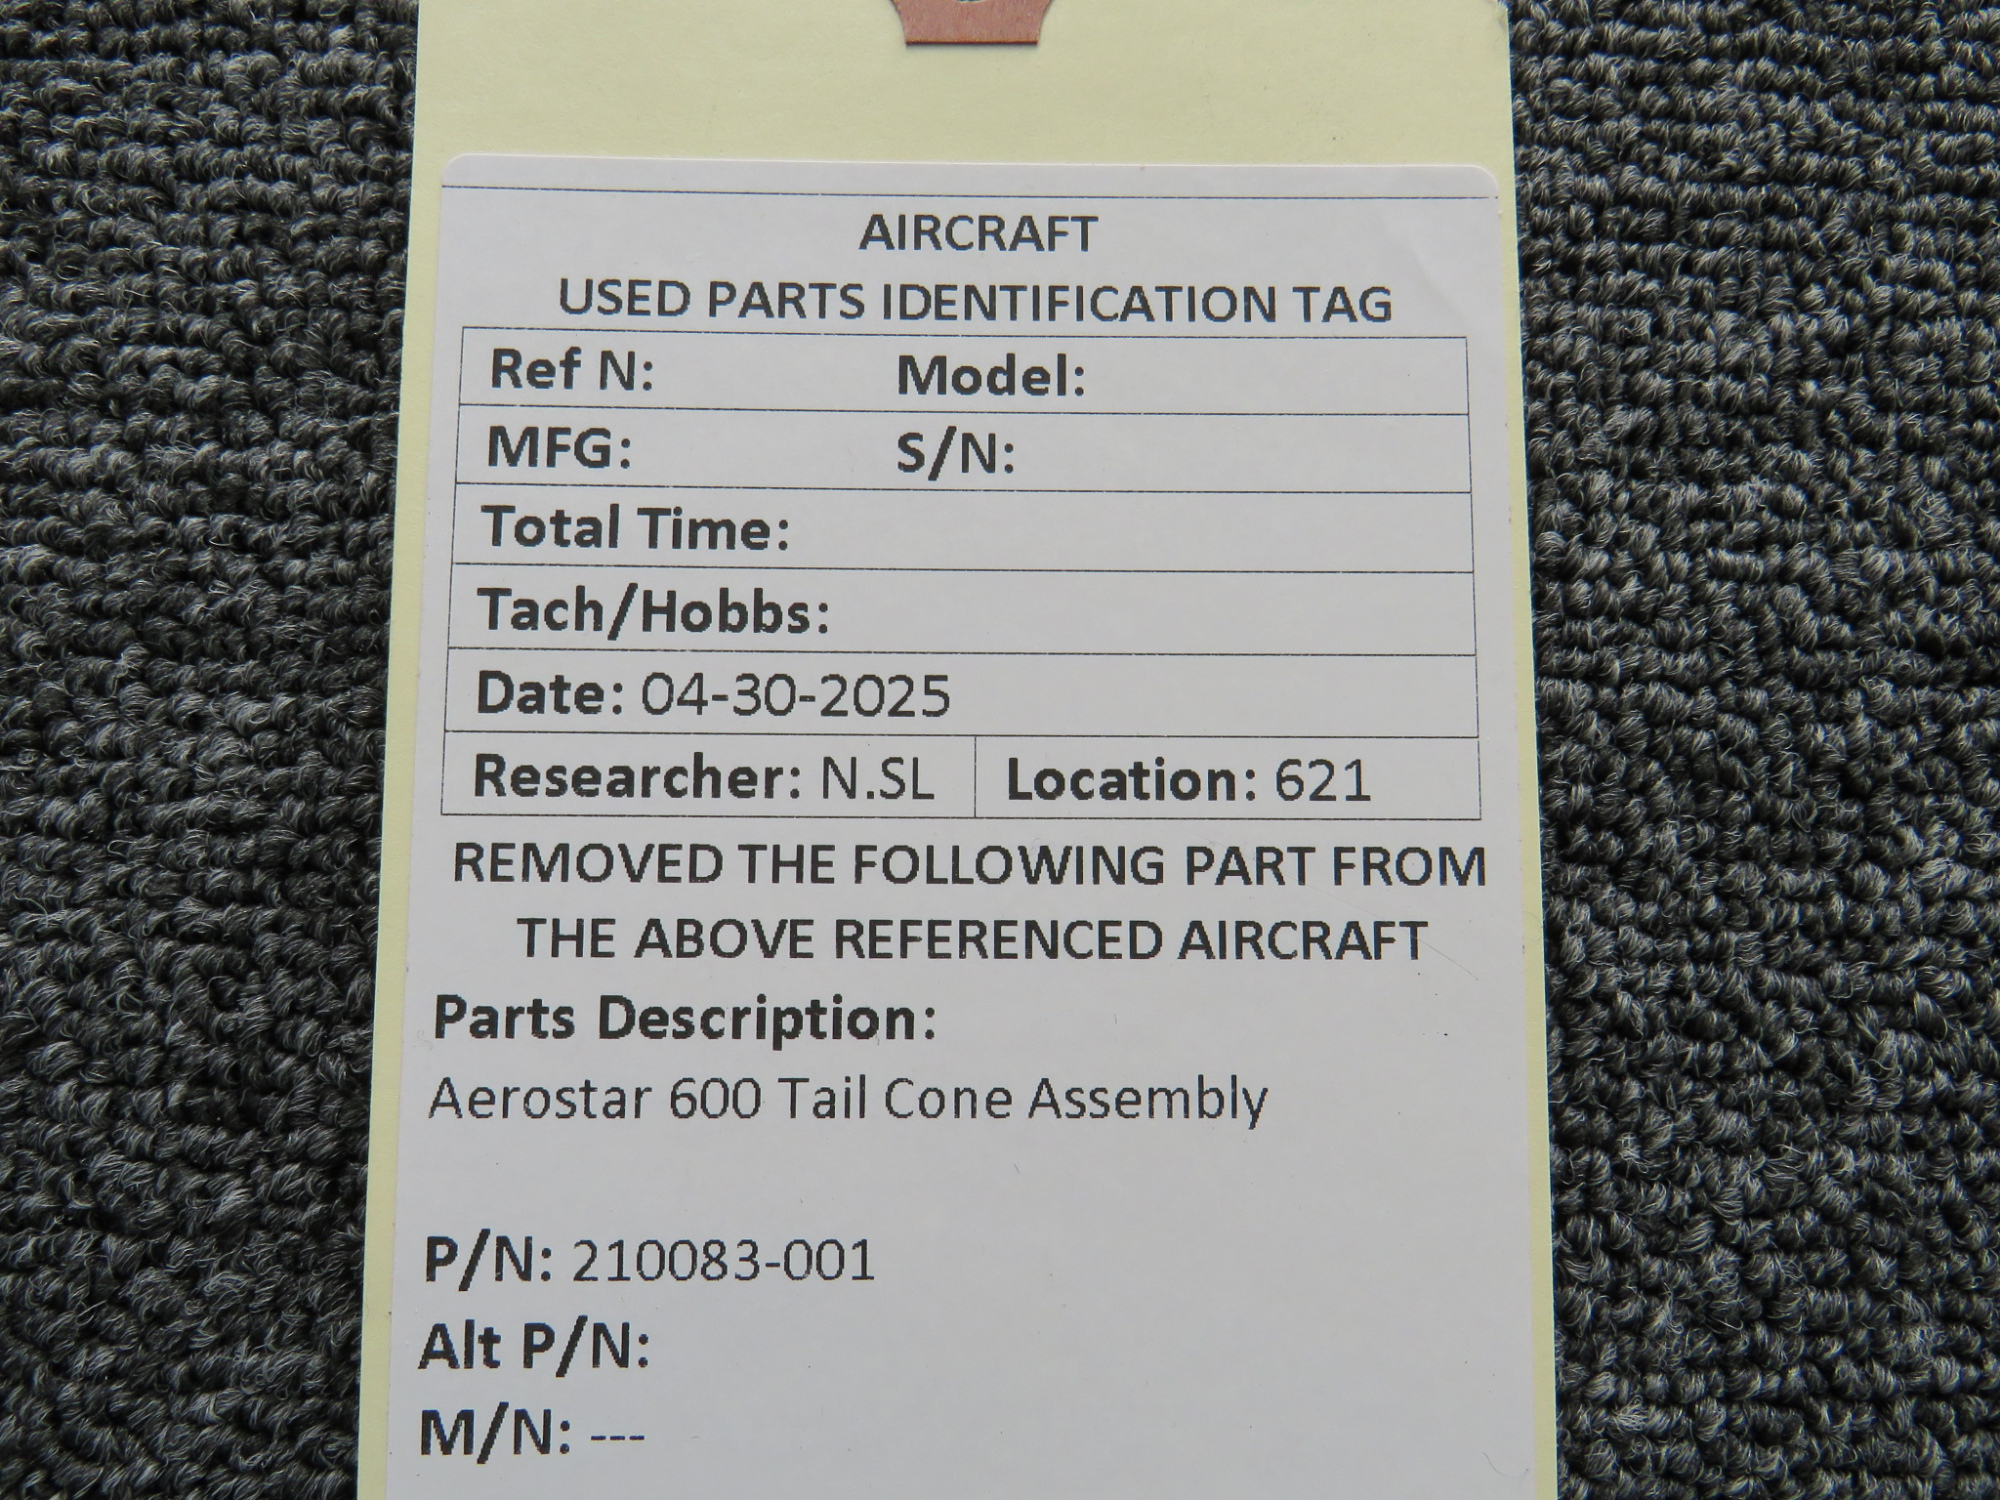 AIRCRAFT
USED PARTS IDENTIFICATION TAG
Ref N: Model:
MFG: S/N:
Total Time:
Tach/Hobbs:
Date: 04-30-2025
Researcher: N.SL Location: 621
REMOVED THE FOLLOWING PART FROM
THE ABOVE REFERENCED AIRCRAFT
Parts Description:
Aerostar 600 Tail Cone Assembly
P/N: 210083-001
Alt P/N:
M/N: ---